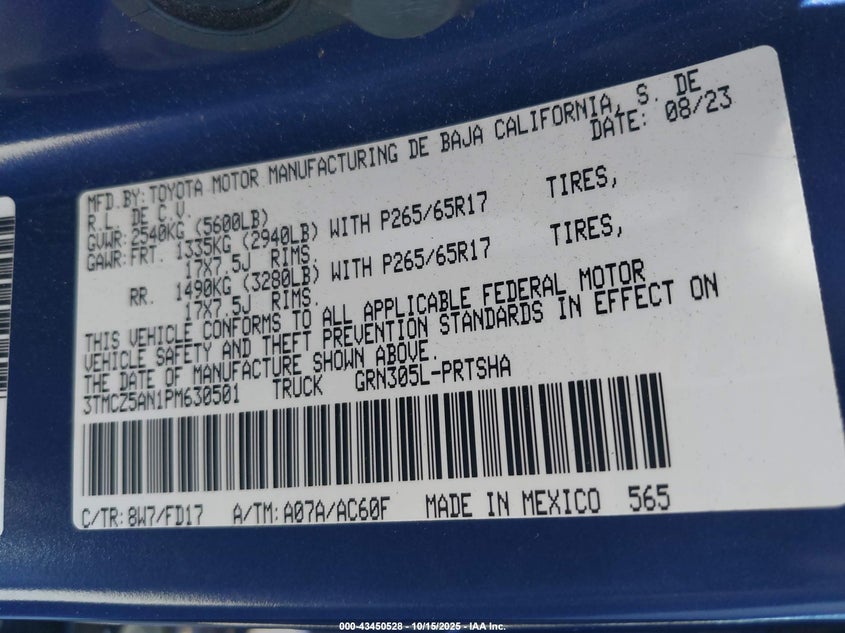 MFD.BY:TOYOTA MOTOR MANUFACTURING DE BAJA CALIFORNIA, S. DE
R.L. DE C.V. DATE: 08/23
GVWR:2540KG (5600LB)
GAWR:FRT. 1335KG (2940LB) WITH P265/65R17 TIRES,
17X7.5J RIMS.
RR. 1490KG (3280LB) WITH P265/65R17 TIRES,
17X7.5J RIMS.
THIS VEHICLE CONFORMS TO ALL APPLICABLE FEDERAL MOTOR
VEHICLE SAFETY AND THEFT PREVENTION STANDARDS IN EFFECT ON
THE DATE OF MANUFACTURE SHOWN ABOVE.
3TMCZ5AN1PM630501 TRUCK GRN305L-PRTSHA
C/TR:8W7/FD17 A/TM:A07A/AC60F MADE IN MEXICO 565
000-43450528 - 10/15/2025 - IAA Inc.